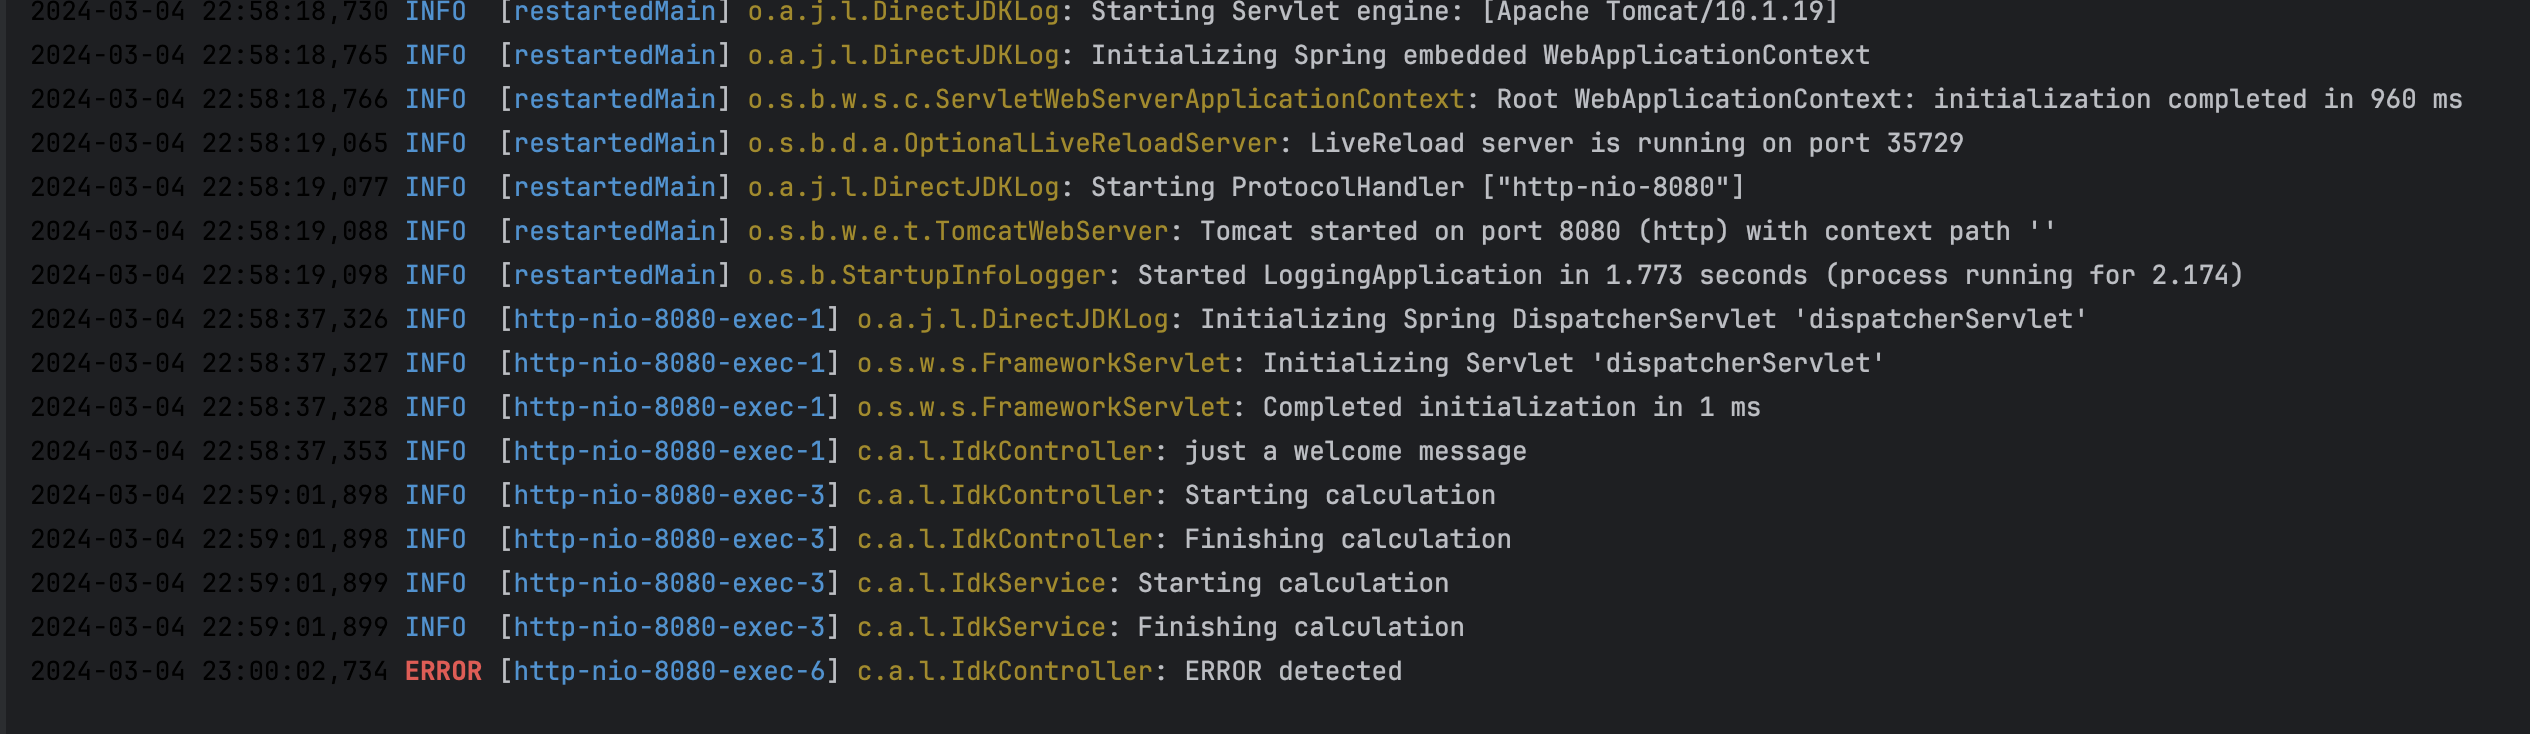 2024-03-04 22:58:18,730 INFO  [restartedMain] o.a.j.l.DirectJDKLog: Starting Servlet engine: [Apache Tomcat/10.1.19]
2024-03-04 22:58:18,765 INFO  [restartedMain] o.a.j.l.DirectJDKLog: Initializing Spring embedded WebApplicationContext
2024-03-04 22:58:18,766 INFO  [restartedMain] o.s.b.w.s.c.ServletWebServerApplicationContext: Root WebApplicationContext: initialization completed in 960 ms
2024-03-04 22:58:19,065 INFO  [restartedMain] o.s.b.d.a.OptionalLiveReloadServer: LiveReload server is running on port 35729
2024-03-04 22:58:19,077 INFO  [restartedMain] o.a.j.l.DirectJDKLog: Starting ProtocolHandler ["http-nio-8080"]
2024-03-04 22:58:19,088 INFO  [restartedMain] o.s.b.w.e.t.TomcatWebServer: Tomcat started on port 8080 (http) with context path ''
2024-03-04 22:58:19,098 INFO  [restartedMain] o.s.b.StartupInfoLogger: Started LoggingApplication in 1.773 seconds (process running for 2.174)
2024-03-04 22:58:37,326 INFO  [http-nio-8080-exec-1] o.a.j.l.DirectJDKLog: Initializing Spring DispatcherServlet 'dispatcherServlet'
2024-03-04 22:58:37,327 INFO  [http-nio-8080-exec-1] o.s.w.s.FrameworkServlet: Initializing Servlet 'dispatcherServlet'
2024-03-04 22:58:37,328 INFO  [http-nio-8080-exec-1] o.s.w.s.FrameworkServlet: Completed initialization in 1 ms
2024-03-04 22:58:37,353 INFO  [http-nio-8080-exec-1] c.a.l.IdkController: just a welcome message
2024-03-04 22:59:01,898 INFO  [http-nio-8080-exec-3] c.a.l.IdkController: Starting calculation
2024-03-04 22:59:01,898 INFO  [http-nio-8080-exec-3] c.a.l.IdkController: Finishing calculation
2024-03-04 22:59:01,899 INFO  [http-nio-8080-exec-3] c.a.l.IdkService: Starting calculation
2024-03-04 22:59:01,899 INFO  [http-nio-8080-exec-3] c.a.l.IdkService: Finishing calculation
2024-03-04 23:00:02,734 ERROR [http-nio-8080-exec-6] c.a.l.IdkController: ERROR detected